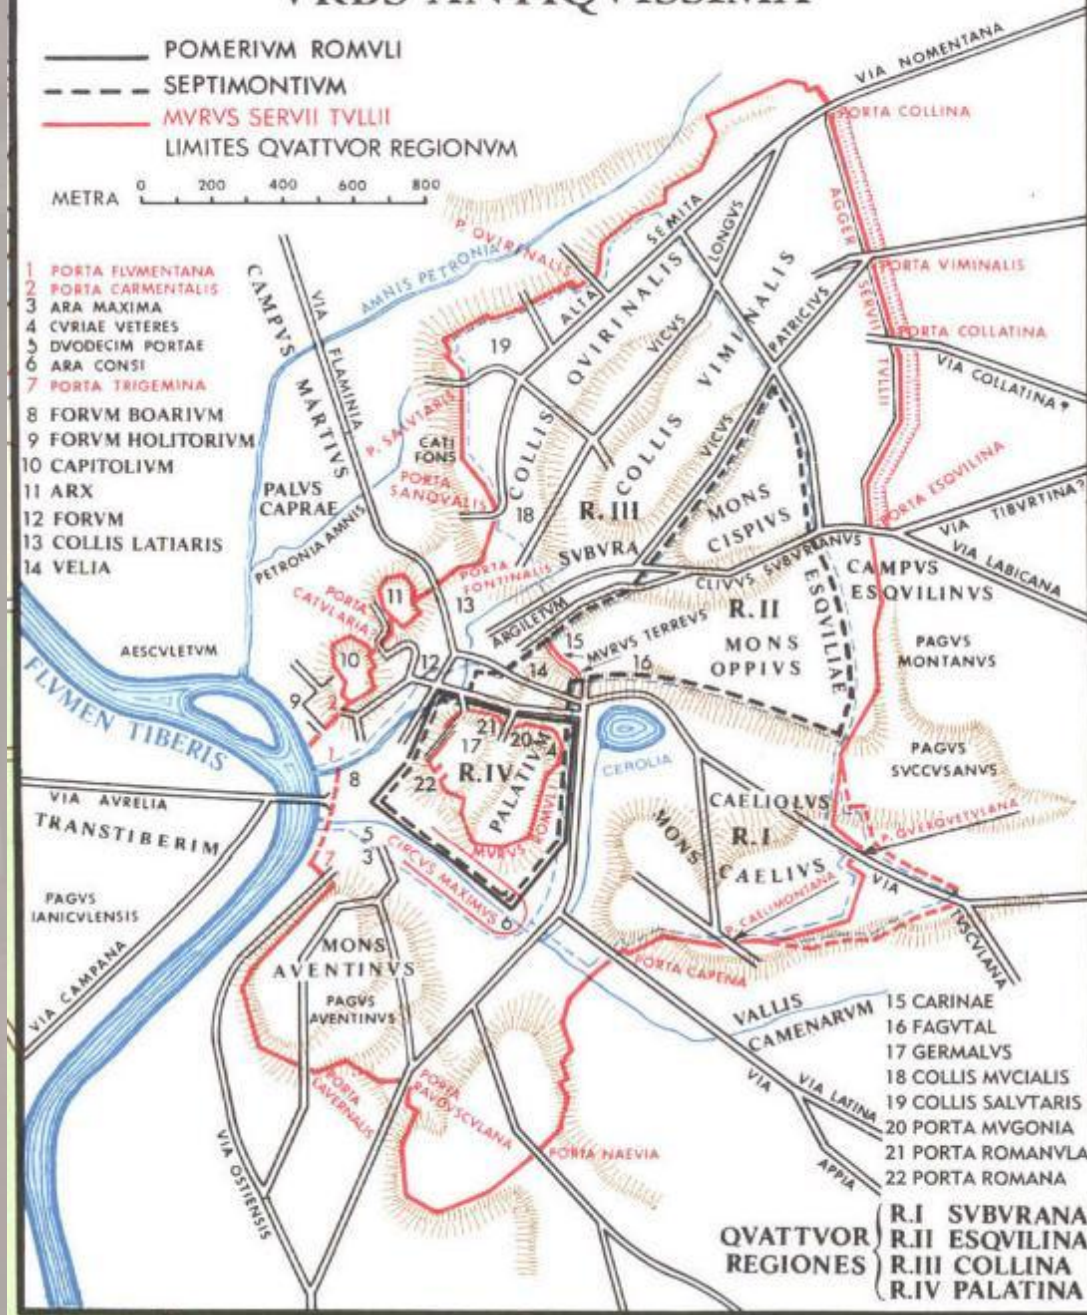 VRBS ANTIQVISSIMA
POMERIVM ROMVLI
SEPTIMONTIVM
MVRVS SERVII TVLLII
LIMITES QVATTVOR REGIONVM
METRA 0 200 400 600 800
1 PORTA FLVMENTANA
2 PORTA CARMENTALIS
3 ARA MAXIMA
4 CVRIAE VETERES
5 DVODECIM PORTAE
6 ARA CONSI
7 PORTA TRIGEMINA
8 FORVM BOARIVM
9 FORVM HOLITORIVM
10 CAPITOLIVM
11 ARX
12 FORVM
13 COLLIS LATIARIS
14 VELIA
VIA NOMENTANA
PORTA COLLINA
AGGER SERVII TVLLII
PORTA VIMINALIS
PORTA COLLATINA
VIA COLLATINA?
PORTA ESQVILINA
VIA TIBVRTINA?
VIA LABICANA
P. QVIRINALIS
AMNIS PETRONIA
CAMPVS MARTIVS
VIA FLAMINIA
ALTA SEMITA
COLLIS QVIRINALIS
VICVS LONGVS
COLLIS VIMINALIS
VICVS PATRICIVS
19
P. SALVTARIS
CATI
FONS
PORTA
SANQVALIS
18
R.III
SVBVRA
MONS
CISPIVS
PALVS
CAPRAE
PETRONIA AMNIS
PORTA
FONTINALIS
PORTA
CATVLARIA?
11
13
ARGILETVM
CLIVVS SVBVRANVS
CAMPVS
ESQVILINVS
R.II
MONS
OPPIVS
ESQVILIAE
PAGVS
MONTANVS
AESCVLETVM
10
12
14
15
MVRVS TERREVS
16
FLVMEN TIBERIS
9
1
8
17
21
20
4
22
R.IV
PALATIVM
MVRVS ROMVLI
CEROLIA
PAGVS
SVCCVSANVS
VIA AVRELIA
TRANSTIBERIM
5
3
7
CIRCVS MAXIMVS
6
CAELIOLVS
R.I
MONS CAELIVS
P. QVERQVETVLANA
P. CALLIMONTANA
VIA TVSCVLANA
PAGVS
IANICVLENSIS
VIA CAMPANA
MONS
AVENTINVS
PAGVS
AVENTINVS
PORTA CAPENA
VALLIS
CAMENARVM
PORTA
LAVERNALIS
PORTA
RAVDVSCVLANA
PORTA NAEVIA
VIA OSTIENSIS
VIA LATINA
VIA APPIA
15 CARINAE
16 FAGVTAL
17 GERMALVS
18 COLLIS MVCIALIS
19 COLLIS SALVTARIS
20 PORTA MVGONIA
21 PORTA ROMANVLA
22 PORTA ROMANA
QVATTVOR
REGIONES
R.I SVBVRANA
R.II ESQVILINA
R.III COLLINA
R.IV PALATINA